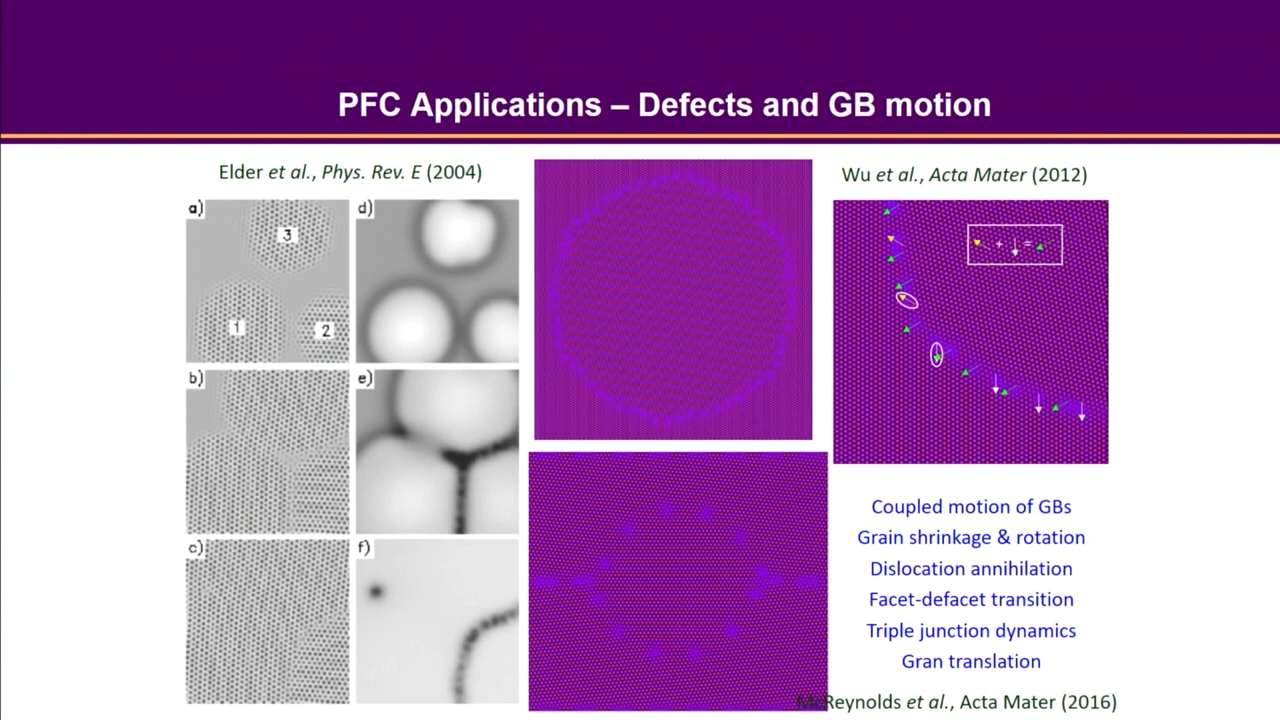 PFC Applications – Defects and GB motion
Elder et al., Phys. Rev. E (2004)
a)
3
1
2
d)
b)
e)
c)
f)
Wu et al., Acta Mater (2012)
+ =
Coupled motion of GBs
Grain shrinkage & rotation
Dislocation annihilation
Facet-defacet transition
Triple junction dynamics
Gran translation
McReynolds et al., Acta Mater (2016)